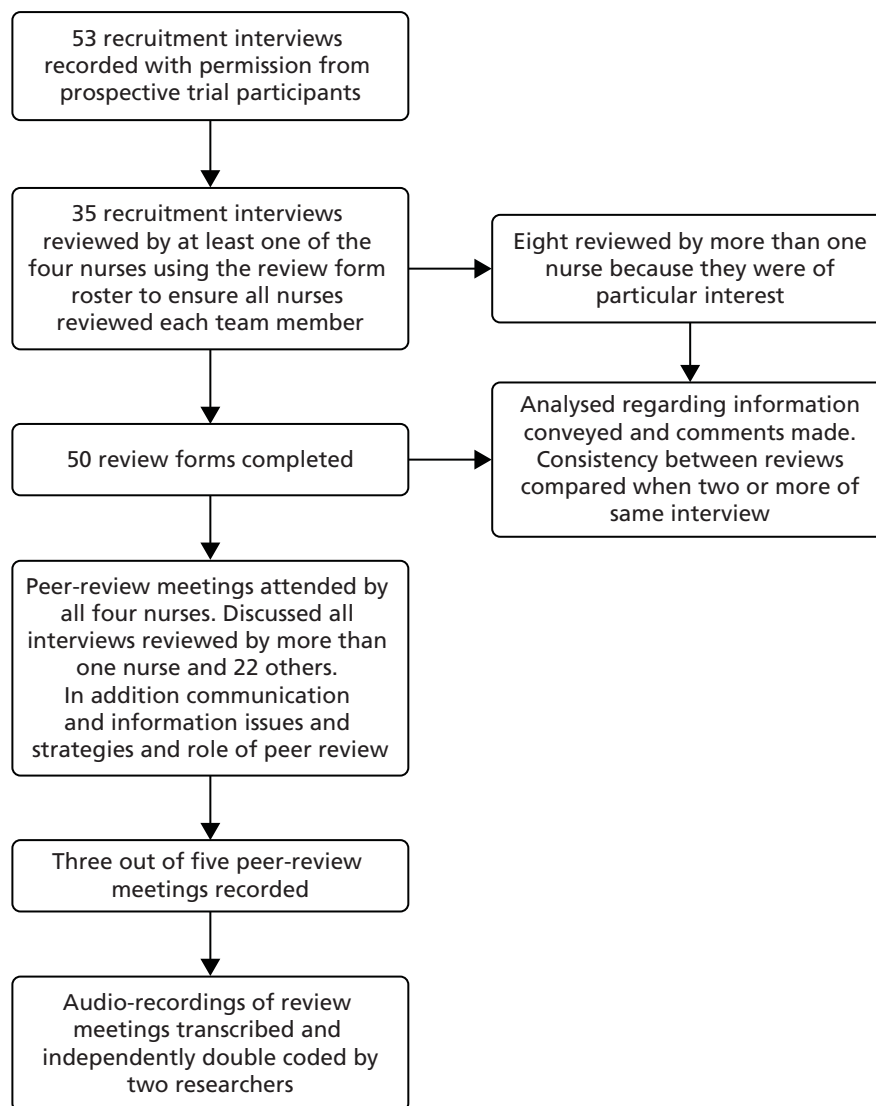 53 recruitment interviews
recorded with permission from
prospective trial participants
35 recruitment interviews
reviewed by at least one of the
four nurses using the review form
roster to ensure all nurses
reviewed each team member
Eight reviewed by more than one
nurse because they were of
particular interest
50 review forms completed
Analysed regarding information
conveyed and comments made.
Consistency between reviews
compared when two or more of
same interview
Peer-review meetings attended by
all four nurses. Discussed all
interviews reviewed by more than
one nurse and 22 others.
In addition communication
and information issues and
strategies and role of peer review
Three out of five peer-review
meetings recorded
Audio-recordings of review
meetings transcribed and
independently double coded by
two researchers